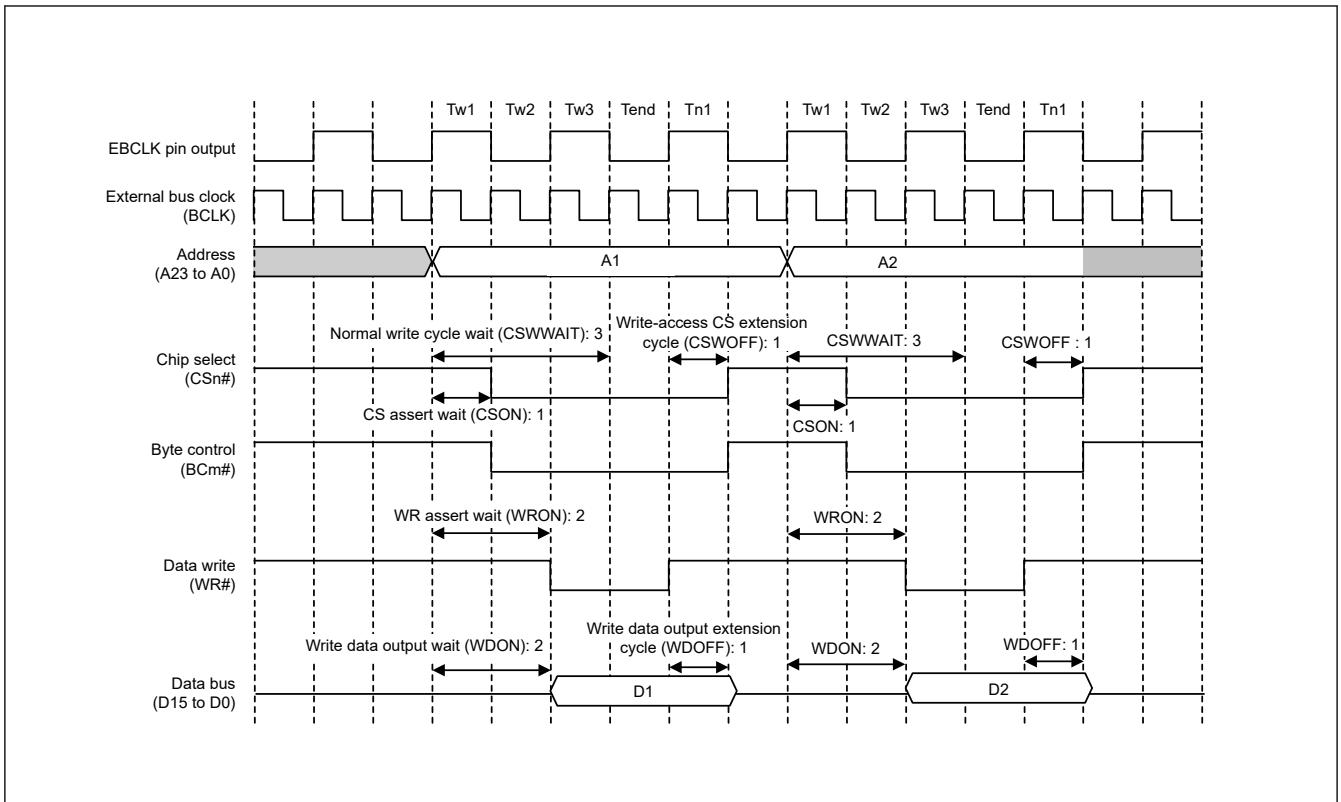 Tw1 Tw2 Tw3 Tend Tn1 Tw1 Tw2 Tw3 Tend Tn1
EBCLK pin output
External bus clock
(BCLK)
Address
(A23 to A0)
A1
A2
Normal write cycle wait (CSWWAIT): 3
Write-access CS extension
cycle (CSWOFF): 1
CSWWAIT: 3
CSWOFF : 1
Chip select
(CSn#)
CS assert wait (CSON): 1
CSON: 1
Byte control
(BCm#)
WR assert wait (WRON): 2
WRON: 2
Data write
(WR#)
Write data output wait (WDON): 2
Write data output extension
cycle (WDOFF): 1
WDON: 2
WDOFF: 1
Data bus
(D15 to D0)
D1
D2